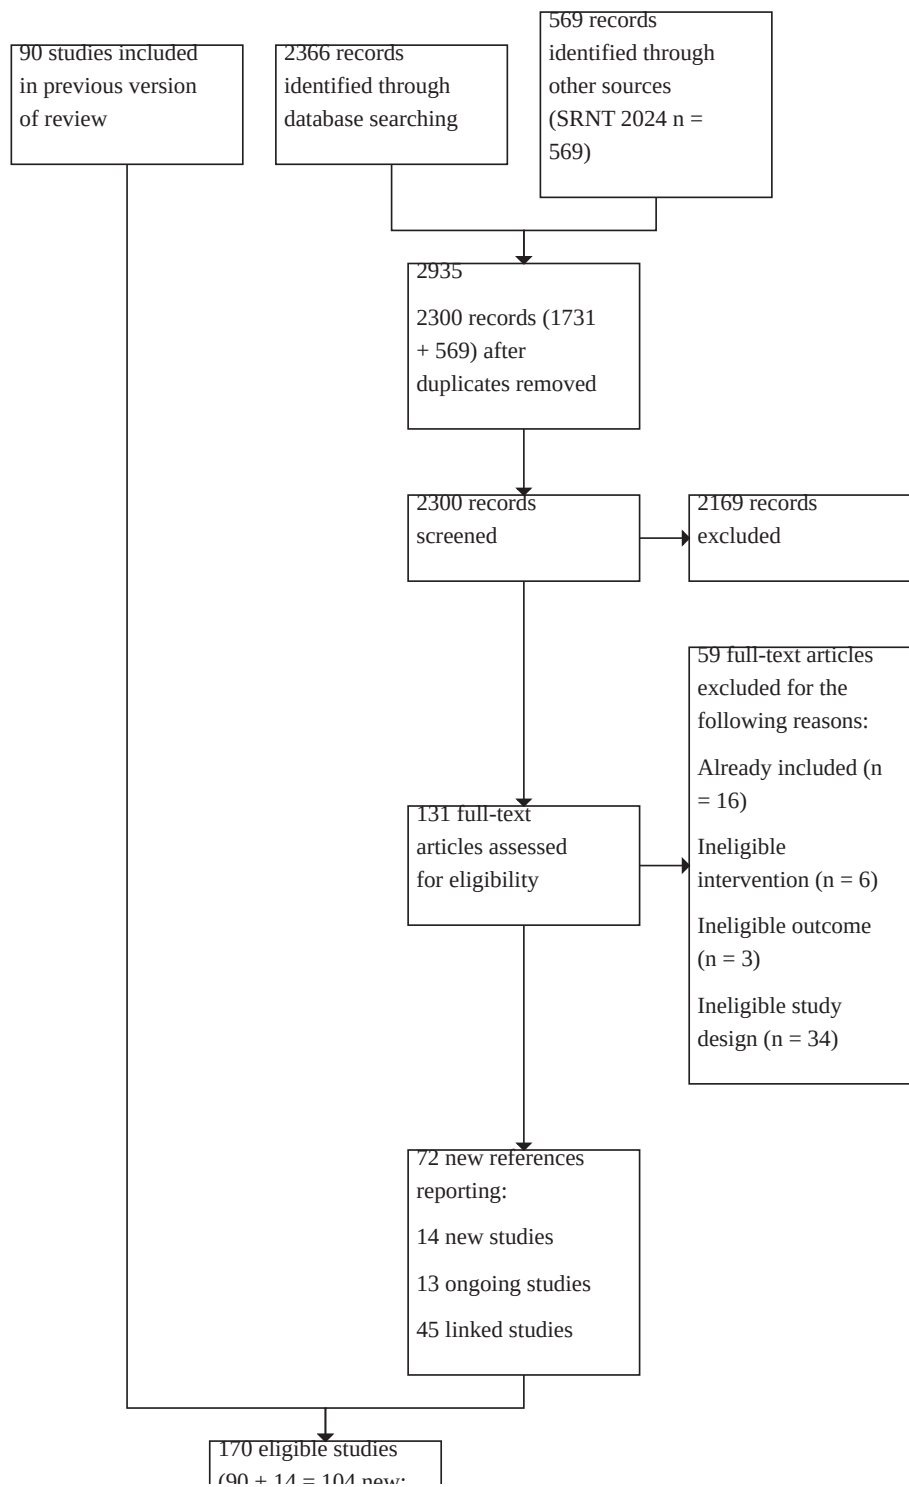 90 studies included
in previous version
of review
2366 records
identified through
database searching
569 records
identified through
other sources
(SRNT 2024 n =
569)
2935
2300 records (1731
+ 569) after
duplicates removed
2300 records
screened
2169 records
excluded
131 full-text
articles assessed
for eligibility
59 full-text articles
excluded for the
following reasons:
Already included (n
= 16)
Ineligible
intervention (n = 6)
Ineligible outcome
(n = 3)
Ineligible study
design (n = 34)
72 new references
reporting:
14 new studies
13 ongoing studies
45 linked studies
170 eligible studies
(90 + 14 = 104 new;